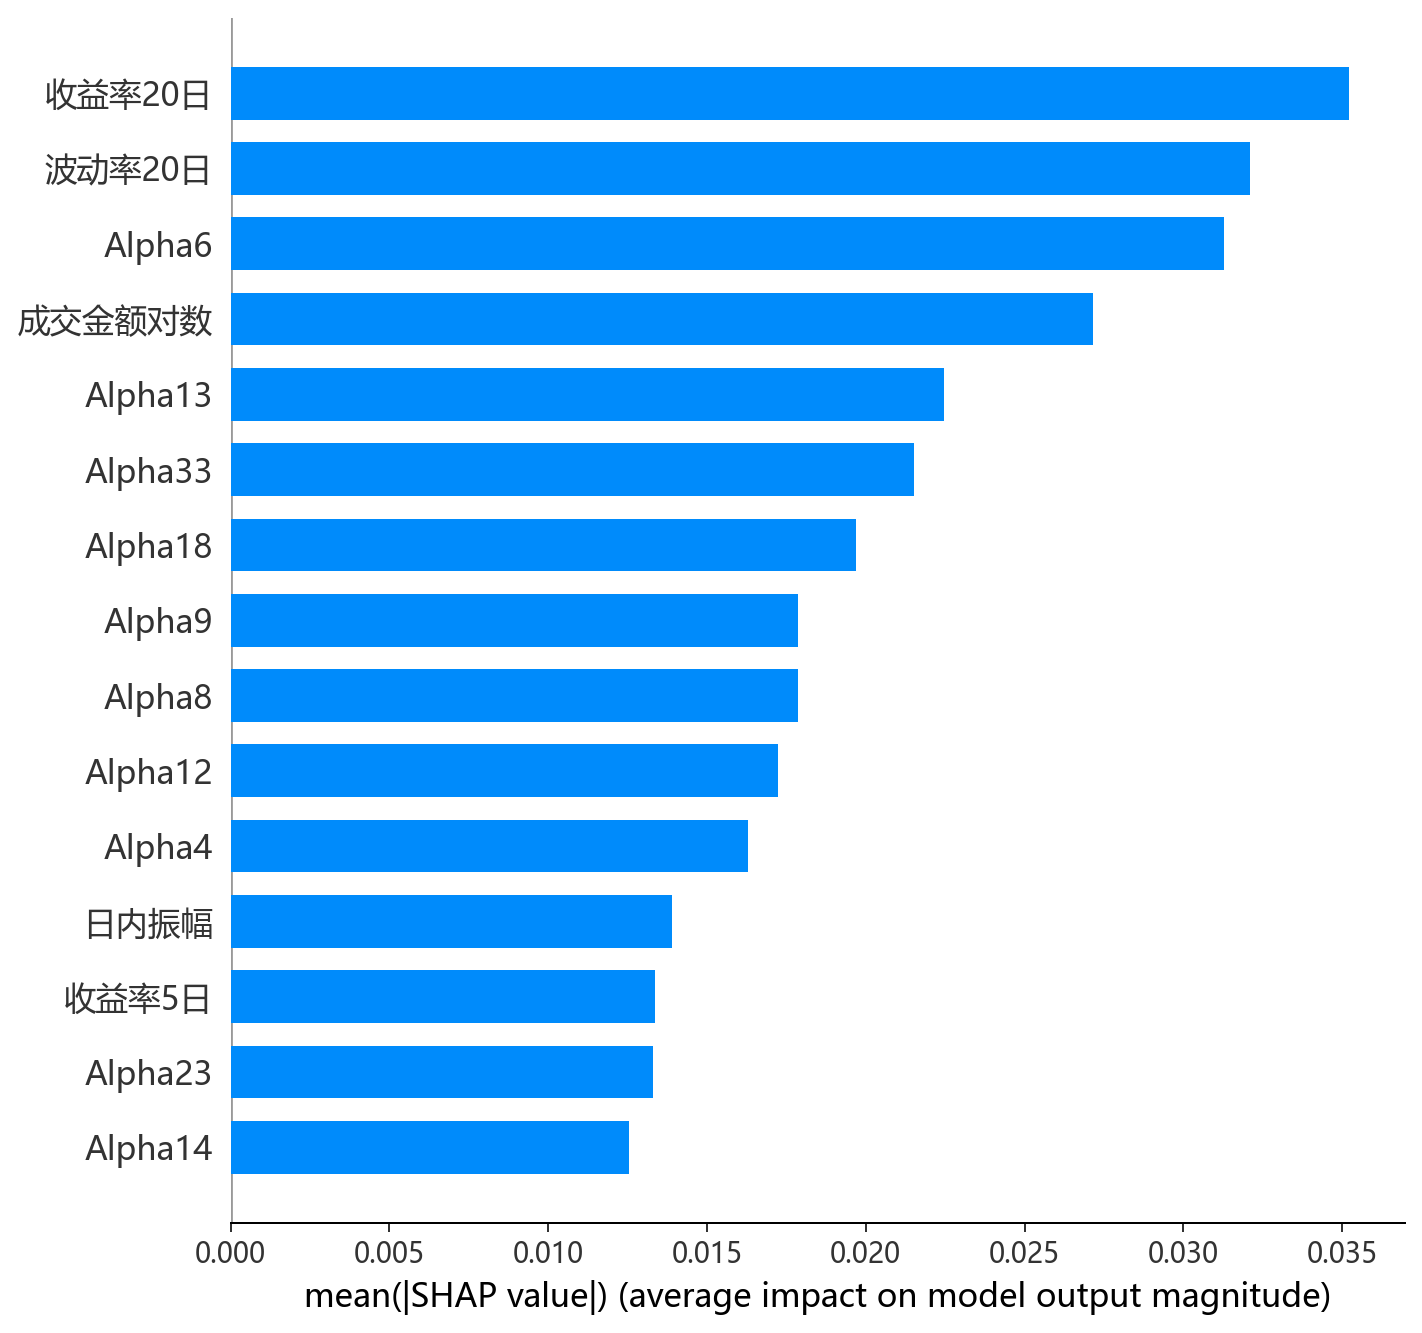 收益率20日
波动率20日
Alpha6
成交金额对数
Alpha13
Alpha33
Alpha18
Alpha9
Alpha8
Alpha12
Alpha4
日内振幅
收益率5日
Alpha23
Alpha14
0.000 0.005 0.010 0.015 0.020 0.025 0.030 0.035
mean(|SHAP value|) (average impact on model output magnitude)